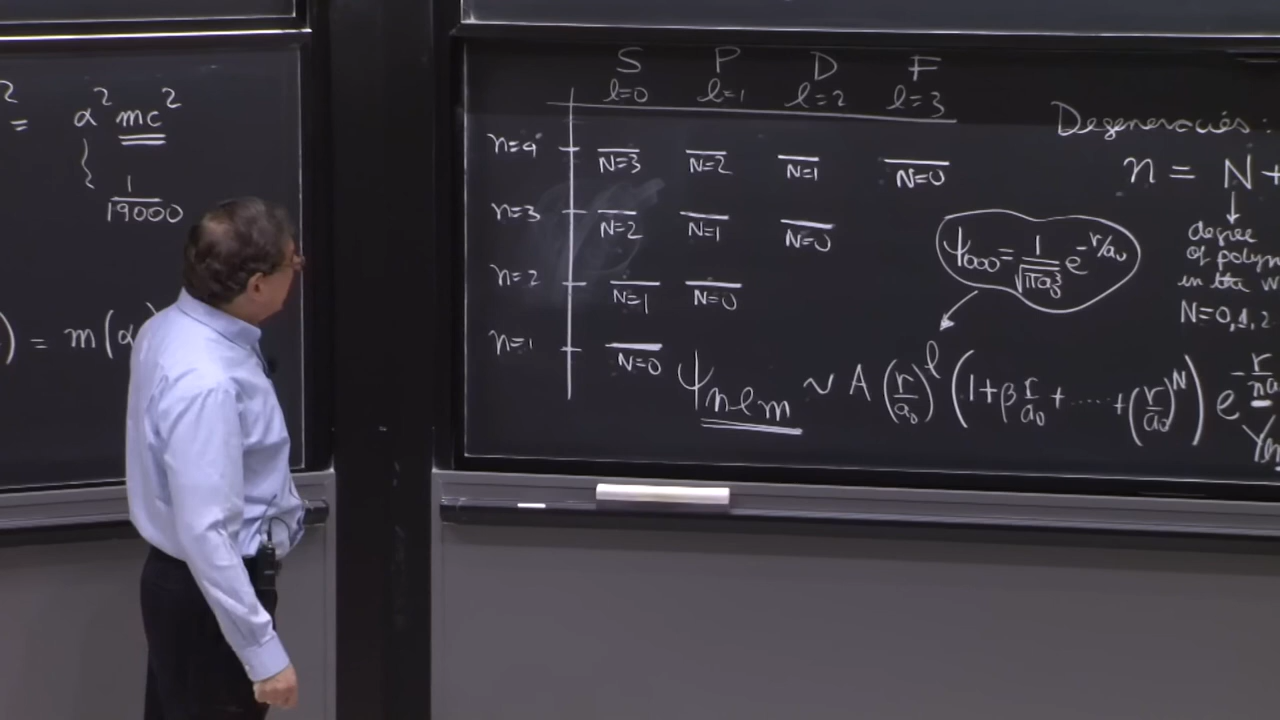 2 = α² mc²
1/19000
) = m(α
S P D F
l=0 l=1 l=2 l=3
n=4 N=3 N=2 N=1 N=0
n=3 N=2 N=1 N=0
n=2 N=1 N=0
n=1 N=0
Degeneracies:
n = N +
degree
of polyn
in the w
N=0,1,2
ψ₀₀₀ = 1/√(πa₀³) e^(-r/a₀)
ψnlm ~ A (r/a₀)^l (1+β r/a₀ + ..... + (r/a₀)^N) e^(-r/na